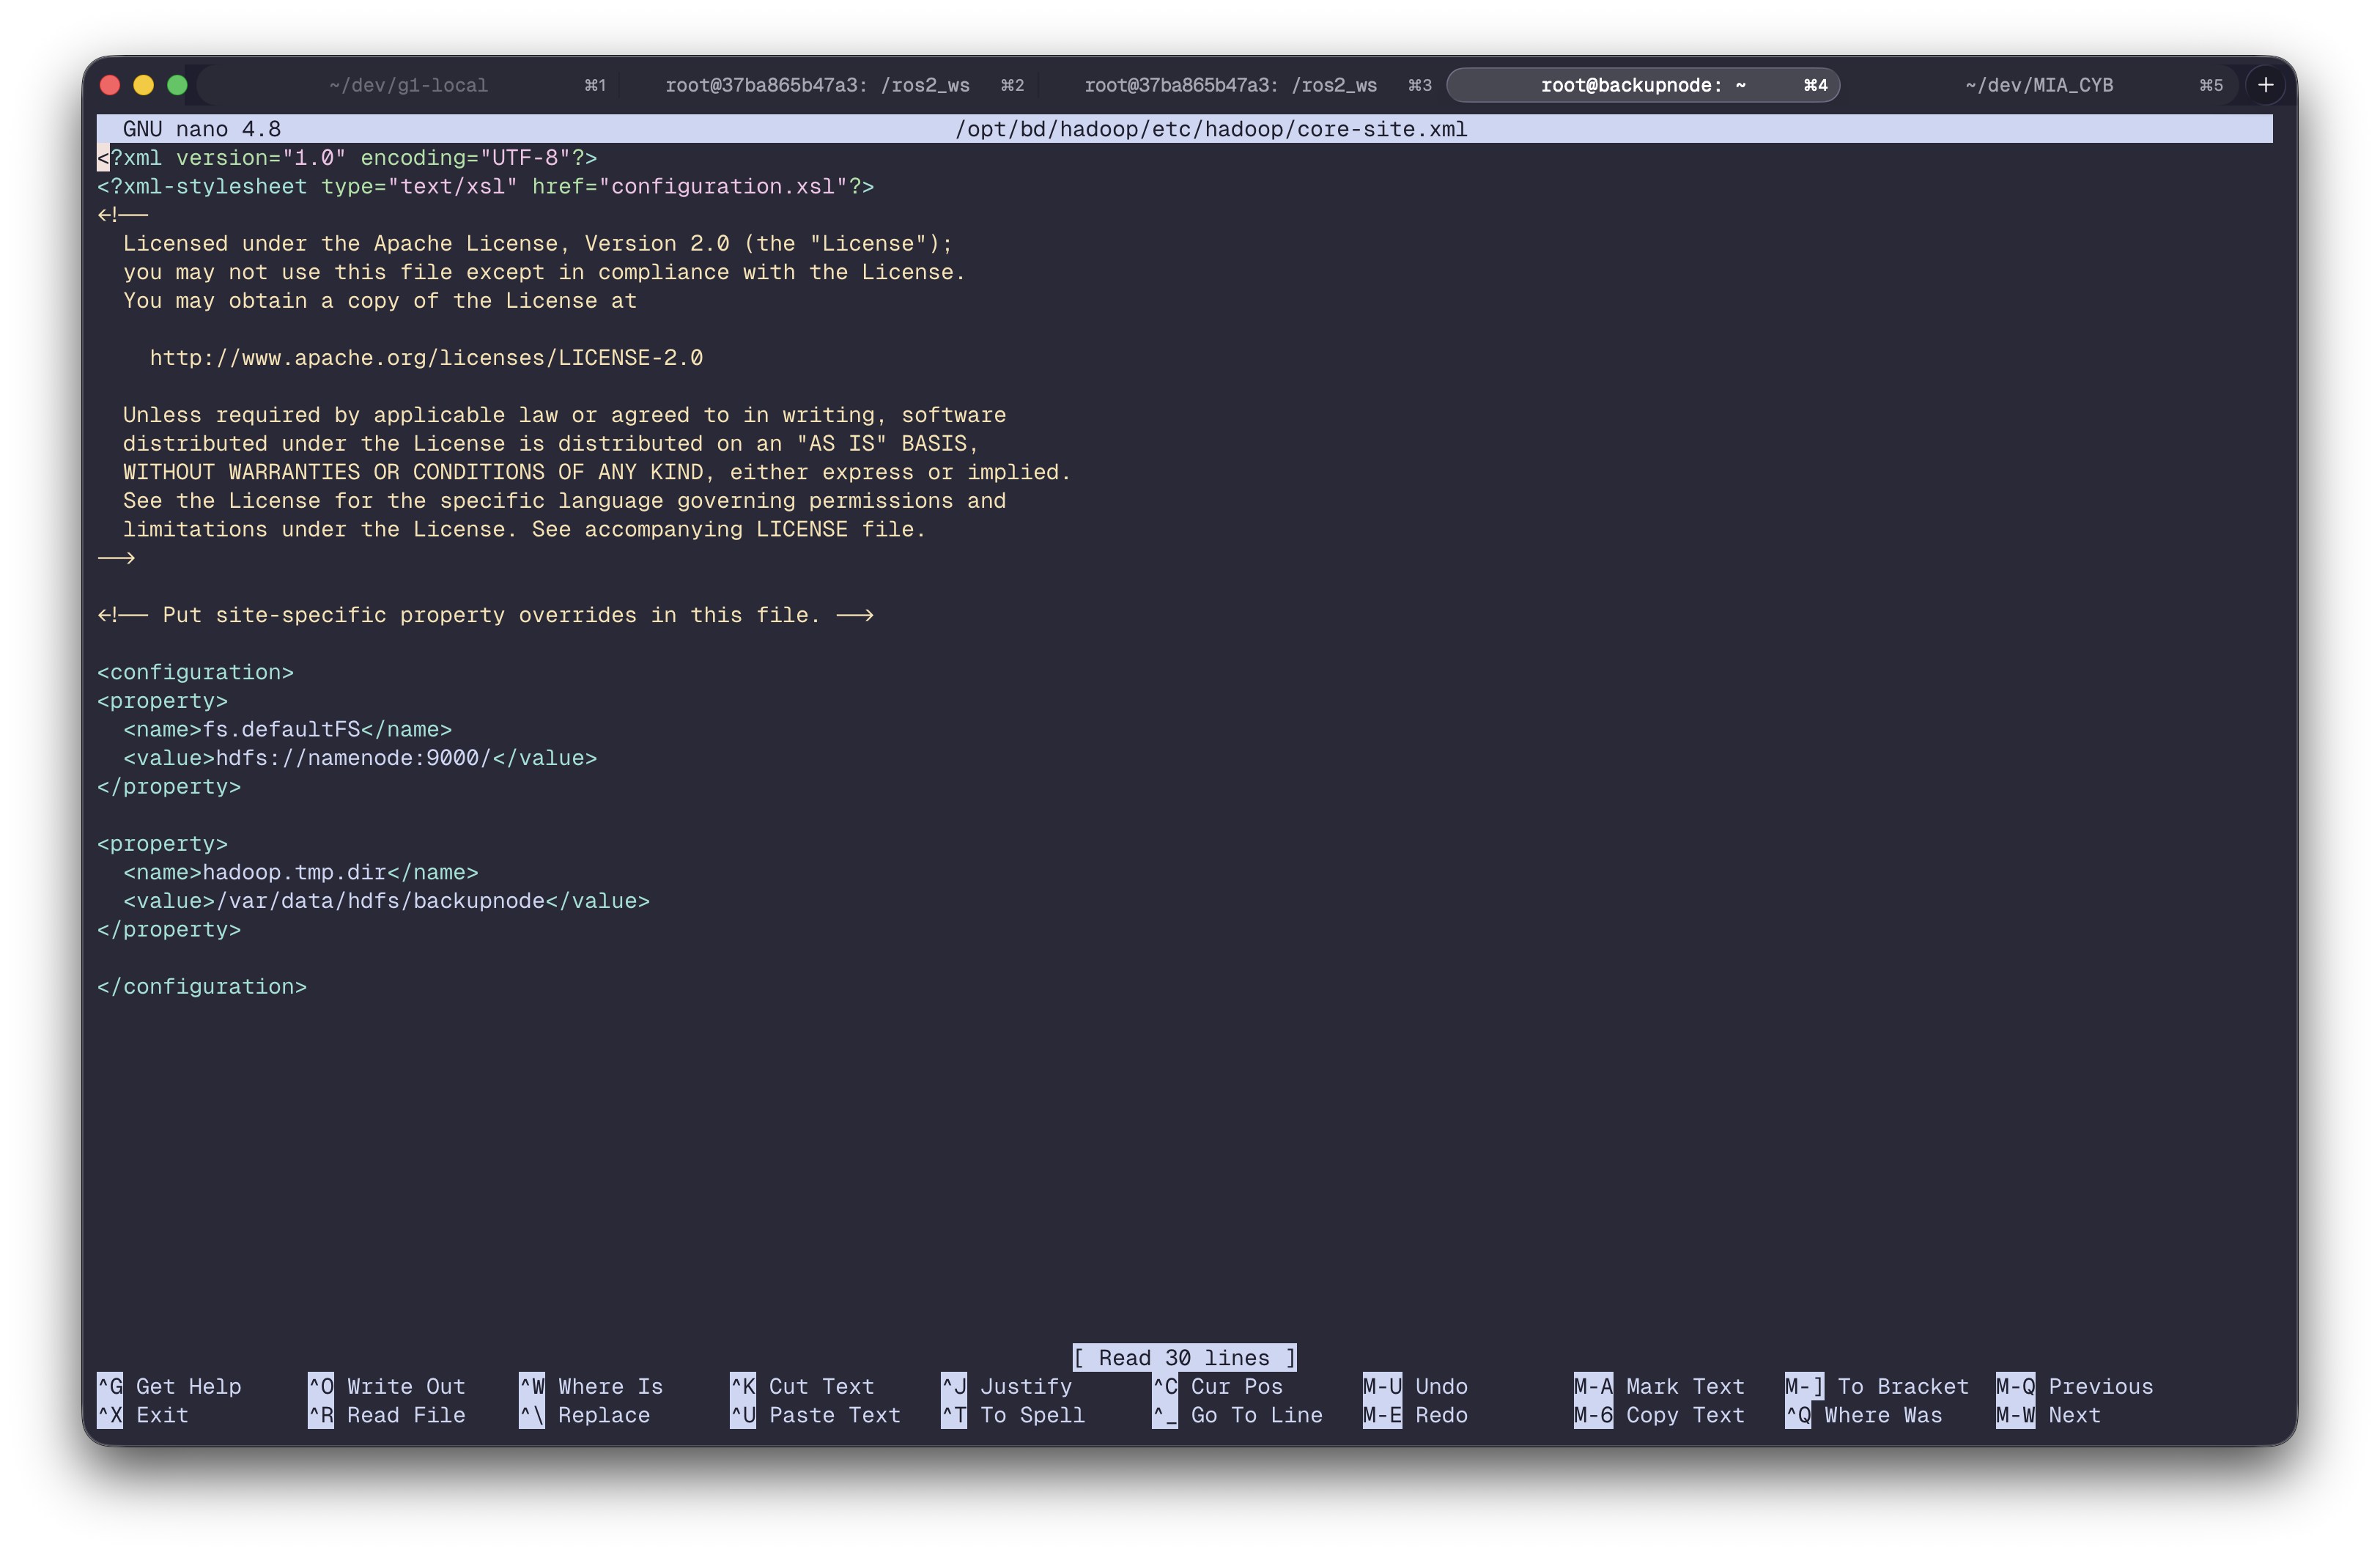 ~/dev/g1-local ⌘1 root@37ba865b47a3: /ros2_ws ⌘2 root@37ba865b47a3: /ros2_ws ⌘3 root@backupnode: ~ ⌘4 ~/dev/MIA_CYB ⌘5 +
GNU nano 4.8 /opt/bd/hadoop/etc/hadoop/core-site.xml
<?xml version="1.0" encoding="UTF-8"?>
<?xml-stylesheet type="text/xsl" href="configuration.xsl"?>
<!--
  Licensed under the Apache License, Version 2.0 (the "License");
  you may not use this file except in compliance with the License.
  You may obtain a copy of the License at

    http://www.apache.org/licenses/LICENSE-2.0

  Unless required by applicable law or agreed to in writing, software
  distributed under the License is distributed on an "AS IS" BASIS,
  WITHOUT WARRANTIES OR CONDITIONS OF ANY KIND, either express or implied.
  See the License for the specific language governing permissions and
  limitations under the License. See accompanying LICENSE file.
-->

<!-- Put site-specific property overrides in this file. -->

<configuration>
<property>
  <name>fs.defaultFS</name>
  <value>hdfs://namenode:9000/</value>
</property>

<property>
  <name>hadoop.tmp.dir</name>
  <value>/var/data/hdfs/backupnode</value>
</property>

</configuration>
[ Read 30 lines ]
^G Get Help ^O Write Out ^W Where Is ^K Cut Text ^J Justify ^C Cur Pos M-U Undo M-A Mark Text M-] To Bracket M-Q Previous
^X Exit ^R Read File ^\ Replace ^U Paste Text ^T To Spell ^_ Go To Line M-E Redo M-6 Copy Text ^Q Where Was M-W Next